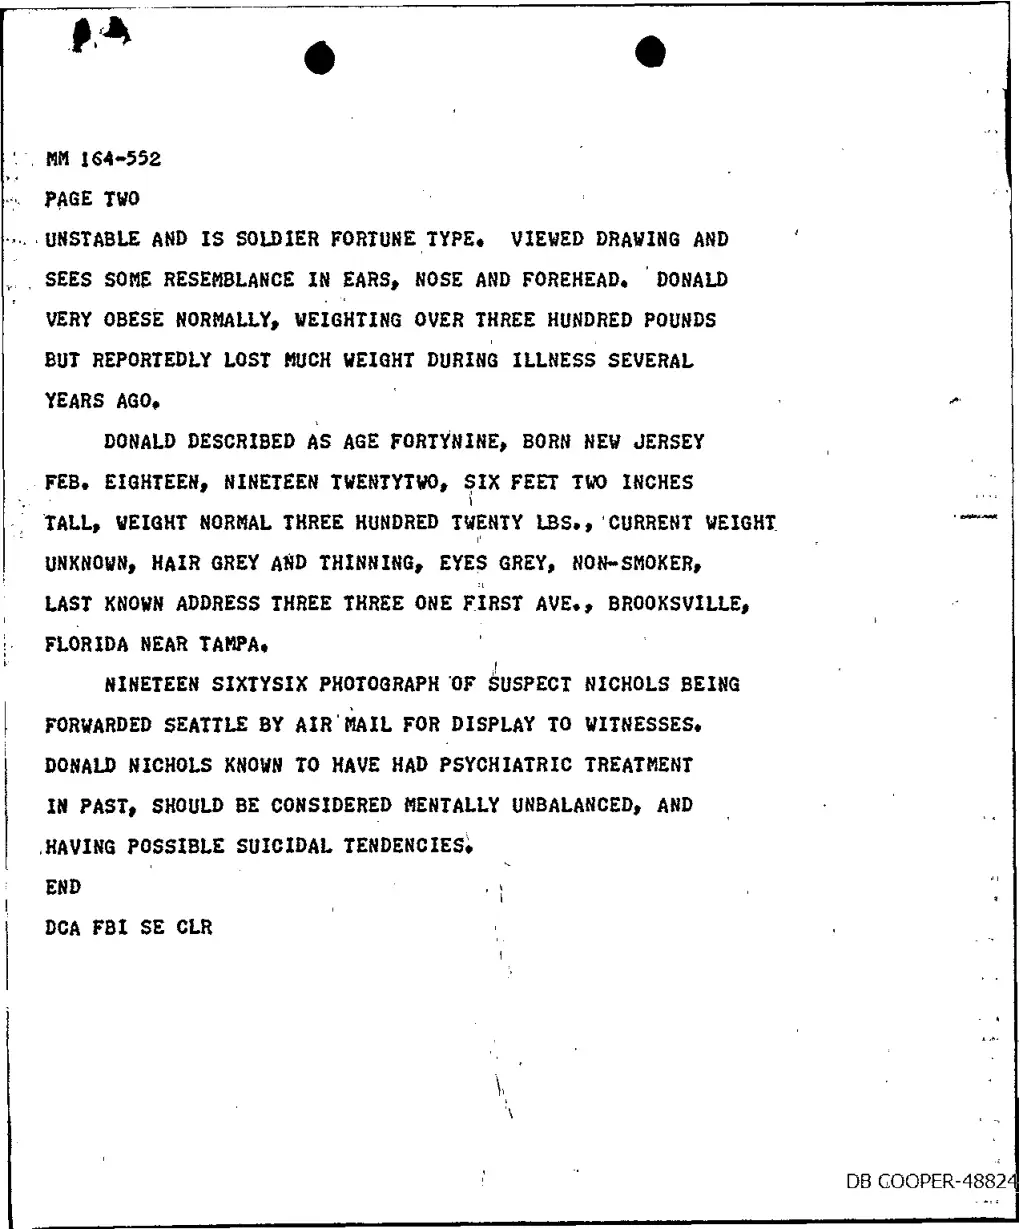 MM 164-552
PAGE TWO
UNSTABLE AND IS SOLDIER FORTUNE TYPE. VIEWED DRAWING AND
SEES SOME RESEMBLANCE IN EARS, NOSE AND FOREHEAD. DONALD
VERY OBESE NORMALLY, WEIGHTING OVER THREE HUNDRED POUNDS
BUT REPORTEDLY LOST MUCH WEIGHT DURING ILLNESS SEVERAL
YEARS AGO.
DONALD DESCRIBED AS AGE FORTYNINE, BORN NEW JERSEY
FEB. EIGHTEEN, NINETEEN TWENTYTWO, SIX FEET TWO INCHES
TALL, WEIGHT NORMAL THREE HUNDRED TWENTY LBS., CURRENT WEIGHT
UNKNOWN, HAIR GREY AND THINNING, EYES GREY, NON-SMOKER,
LAST KNOWN ADDRESS THREE THREE ONE FIRST AVE., BROOKSVILLE,
FLORIDA NEAR TAMPA.
NINETEEN SIXTYSIX PHOTOGRAPH OF SUSPECT NICHOLS BEING
FORWARDED SEATTLE BY AIR MAIL FOR DISPLAY TO WITNESSES.
DONALD NICHOLS KNOWN TO HAVE HAD PSYCHIATRIC TREATMENT
IN PAST, SHOULD BE CONSIDERED MENTALLY UNBALANCED, AND
HAVING POSSIBLE SUICIDAL TENDENCIES.
END
DCA FBI SE CLR
DB COOPER-48824